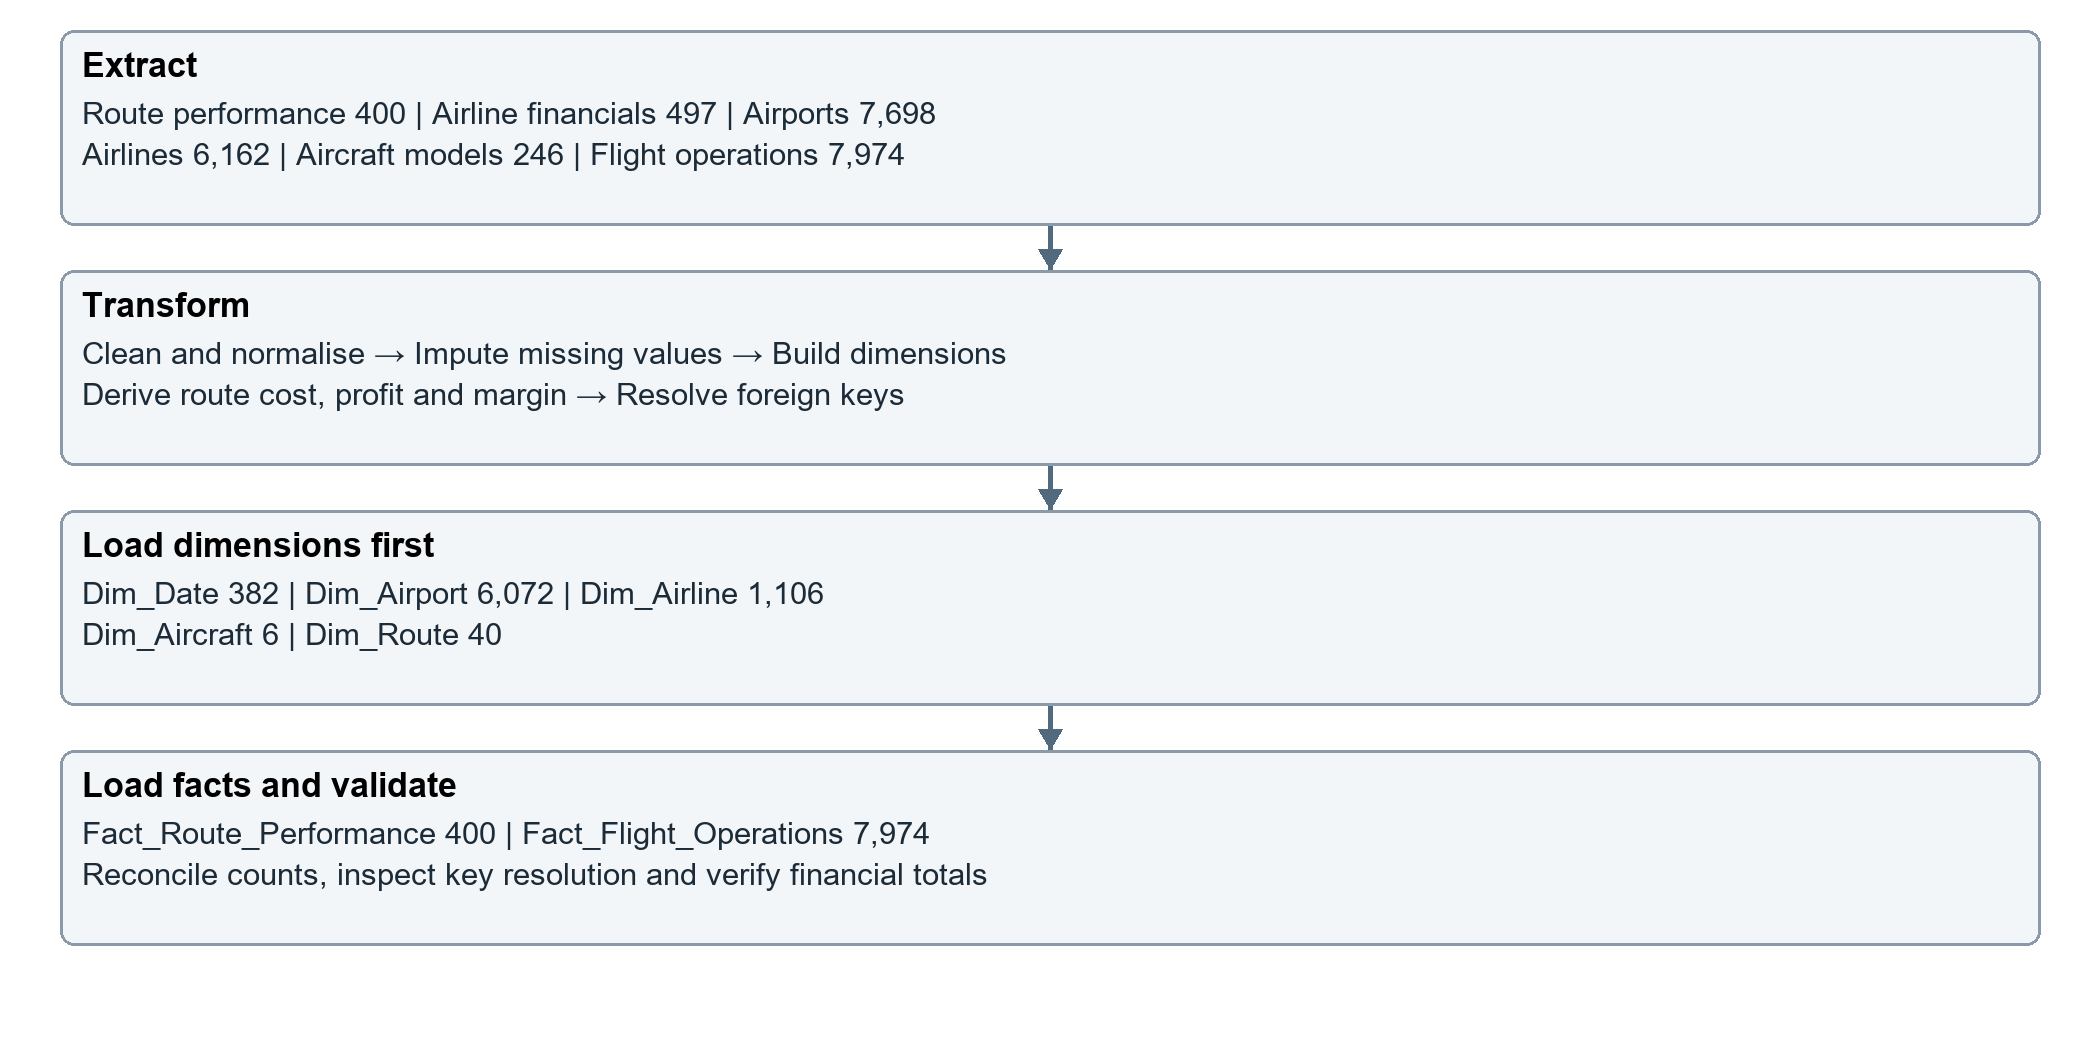 Extract
Route performance 400 | Airline financials 497 | Airports 7,698
Airlines 6,162 | Aircraft models 246 | Flight operations 7,974
Transform
Clean and normalise → Impute missing values → Build dimensions
Derive route cost, profit and margin → Resolve foreign keys
Load dimensions first
Dim_Date 382 | Dim_Airport 6,072 | Dim_Airline 1,106
Dim_Aircraft 6 | Dim_Route 40
Load facts and validate
Fact_Route_Performance 400 | Fact_Flight_Operations 7,974
Reconcile counts, inspect key resolution and verify financial totals